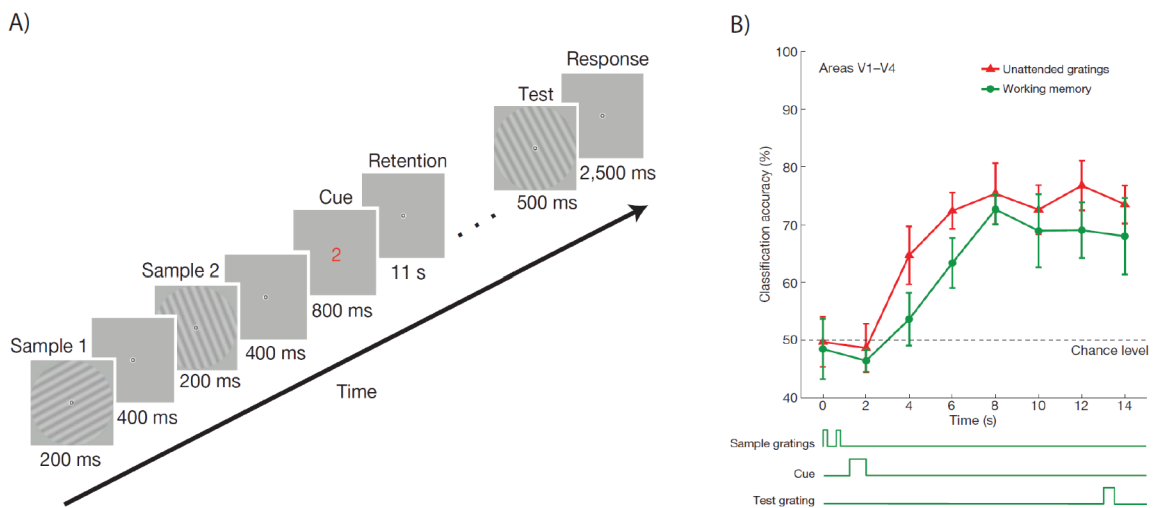 A)
Sample 1
200 ms
400 ms
Sample 2
200 ms
400 ms
Cue
2
800 ms
Retention
11 s
Test
500 ms
Response
2,500 ms
Time
B)
Areas V1–V4
Unattended gratings
Working memory
Classification accuracy (%)
100
90
80
70
60
50
40
Chance level
0 2 4 6 8 10 12 14
Time (s)
Sample gratings
Cue
Test grating